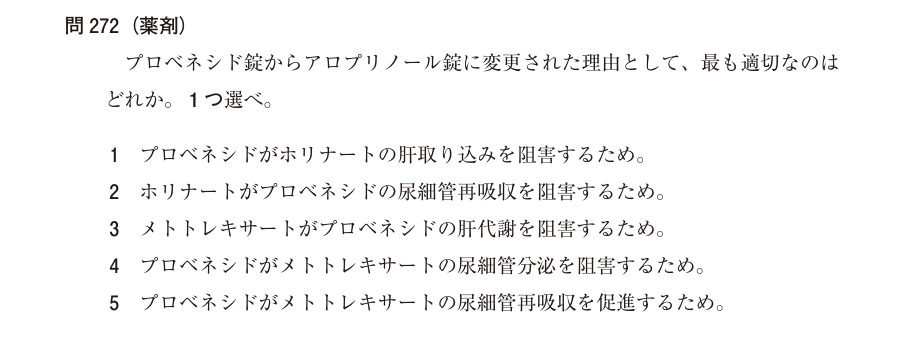 問 272（薬剤）
プロベネシド錠からアロプリノール錠に変更された理由として、最も適切なのは
どれか。1 つ選べ。
1 プロベネシドがホリナートの肝取り込みを阻害するため。
2 ホリナートがプロベネシドの尿細管再吸収を阻害するため。
3 メトトレキサートがプロベネシドの肝代謝を阻害するため。
4 プロベネシドがメトトレキサートの尿細管分泌を阻害するため。
5 プロベネシドがメトトレキサートの尿細管再吸収を促進するため。